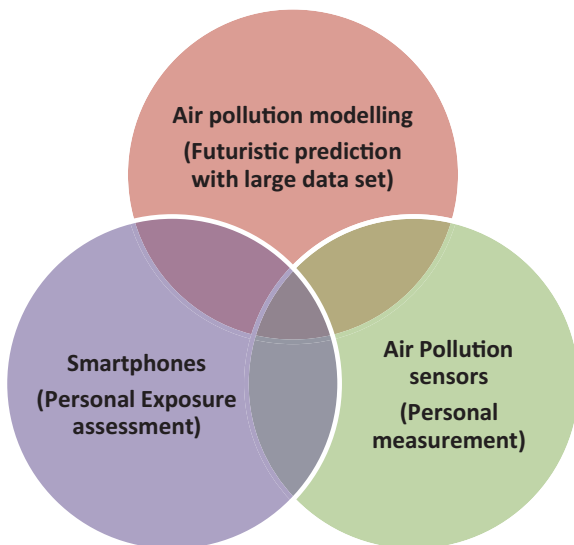 Air pollution modelling
(Futuristic prediction
with large data set)
Smartphones
(Personal Exposure
assessment)
Air Pollution
sensors
(Personal
measurement)